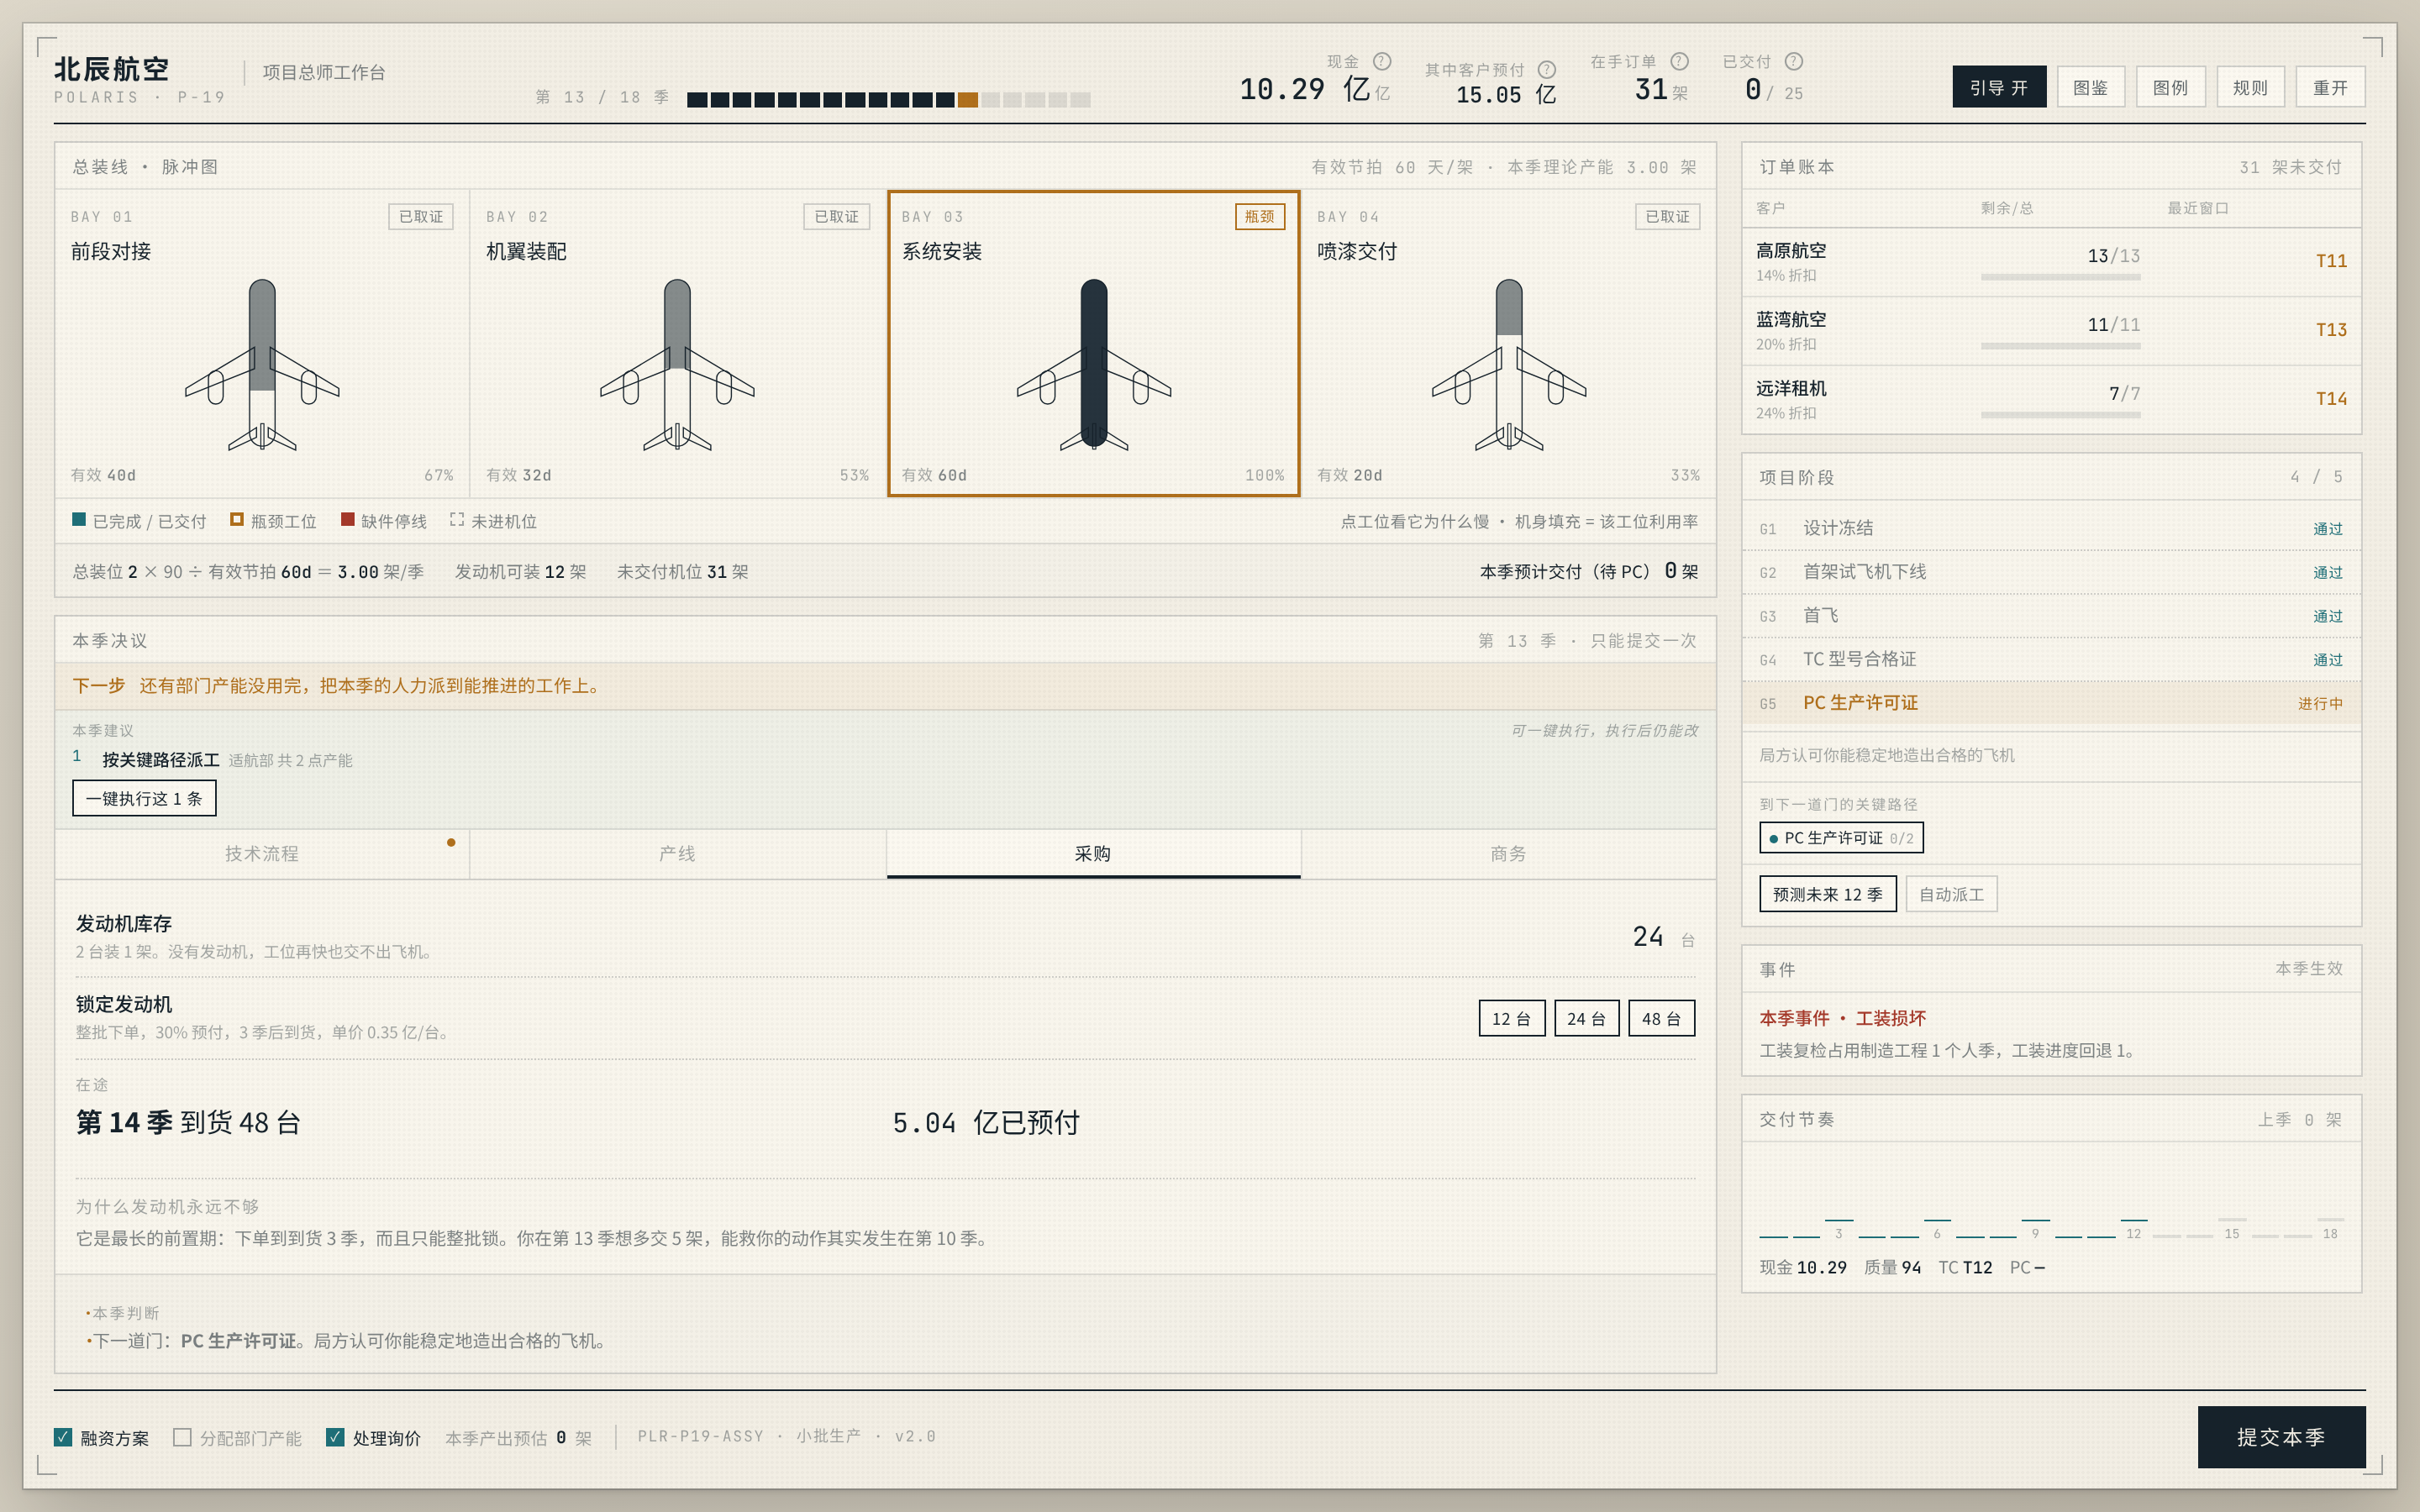 北辰航空
POLARIS · P-19
项目总师工作台
第 13 / 18 季
现金 ?
10.29 亿 亿
其中客户预付 ?
15.05 亿
在手订单 ?
31 架
已交付 ?
0 / 25
引导 开
图鉴
图例
规则
重开
总装线 · 脉冲图
有效节拍 60 天/架 · 本季理论产能 3.00 架
BAY 01
已取证
前段对接
有效 40d
67%
BAY 02
已取证
机翼装配
有效 32d
53%
BAY 03
瓶颈
系统安装
有效 60d
100%
BAY 04
已取证
喷漆交付
有效 20d
33%
已完成 / 已交付
瓶颈工位
缺件停线
未进机位
点工位看它为什么慢 · 机身填充 = 该工位利用率
总装位 2 × 90 ÷ 有效节拍 60d = 3.00 架/季
发动机可装 12 架
未交付机位 31 架
本季预计交付（待 PC） 0 架
本季决议
第 13 季 · 只能提交一次
下一步 还有部门产能没用完，把本季的人力派到能推进的工作上。
本季建议
可一键执行，执行后仍能改
1 按关键路径派工 适航部 共 2 点产能
一键执行这 1 条
技术流程
产线
采购
商务
发动机库存
2 台装 1 架。没有发动机，工位再快也交不出飞机。
24 台
锁定发动机
整批下单，30% 预付，3 季后到货，单价 0.35 亿/台。
12 台
24 台
48 台
在途
第 14 季 到货 48 台
5.04 亿已预付
为什么发动机永远不够
它是最长的前置期：下单到到货 3 季，而且只能整批锁。你在第 13 季想多交 5 架，能救你的动作其实发生在第 10 季。
·本季判断
·下一道门：PC 生产许可证。局方认可你能稳定地造出合格的飞机。
订单账本
31 架未交付
客户
剩余/总
最近窗口
高原航空
14% 折扣
13/13
T11
蓝湾航空
20% 折扣
11/11
T13
远洋租机
24% 折扣
7/7
T14
项目阶段
4 / 5
G1 设计冻结 通过
G2 首架试飞机下线 通过
G3 首飞 通过
G4 TC 型号合格证 通过
G5 PC 生产许可证 进行中
局方认可你能稳定地造出合格的飞机
到下一道门的关键路径
PC 生产许可证 0/2
预测未来 12 季
自动派工
事件
本季生效
本季事件 · 工装损坏
工装复检占用制造工程 1 个人季，工装进度回退 1。
交付节奏
上季 0 架
3 6 9 12 15 18
现金 10.29 质量 94 TC T12 PC —
融资方案
分配部门产能
处理询价
本季产出预估 0 架
PLR-P19-ASSY · 小批生产 · v2.0
提交本季